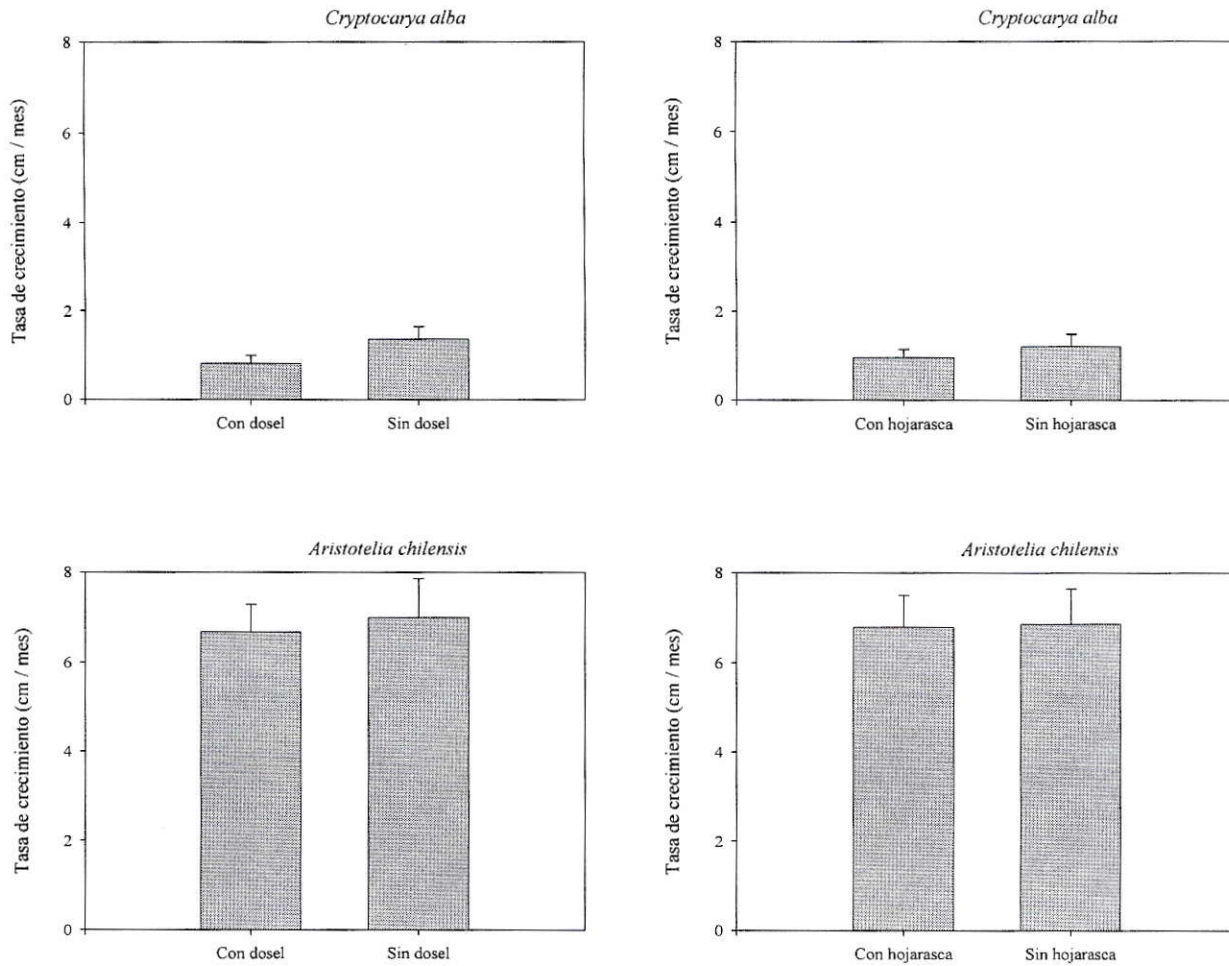 Cryptocarya alba
8
6
4
2
0
Tasa de crecimiento (cm / mes)
Con dosel Sin dosel
Cryptocarya alba
8
6
4
2
0
Tasa de crecimiento (cm / mes)
Con hojarasca Sin hojarasca
Aristotelia chilensis
8
6
4
2
0
Tasa de crecimiento (cm / mes)
Con dosel Sin dosel
Aristotelia chilensis
8
6
4
2
0
Tasa de crecimiento (cm / mes)
Con hojarasca Sin hojarasca